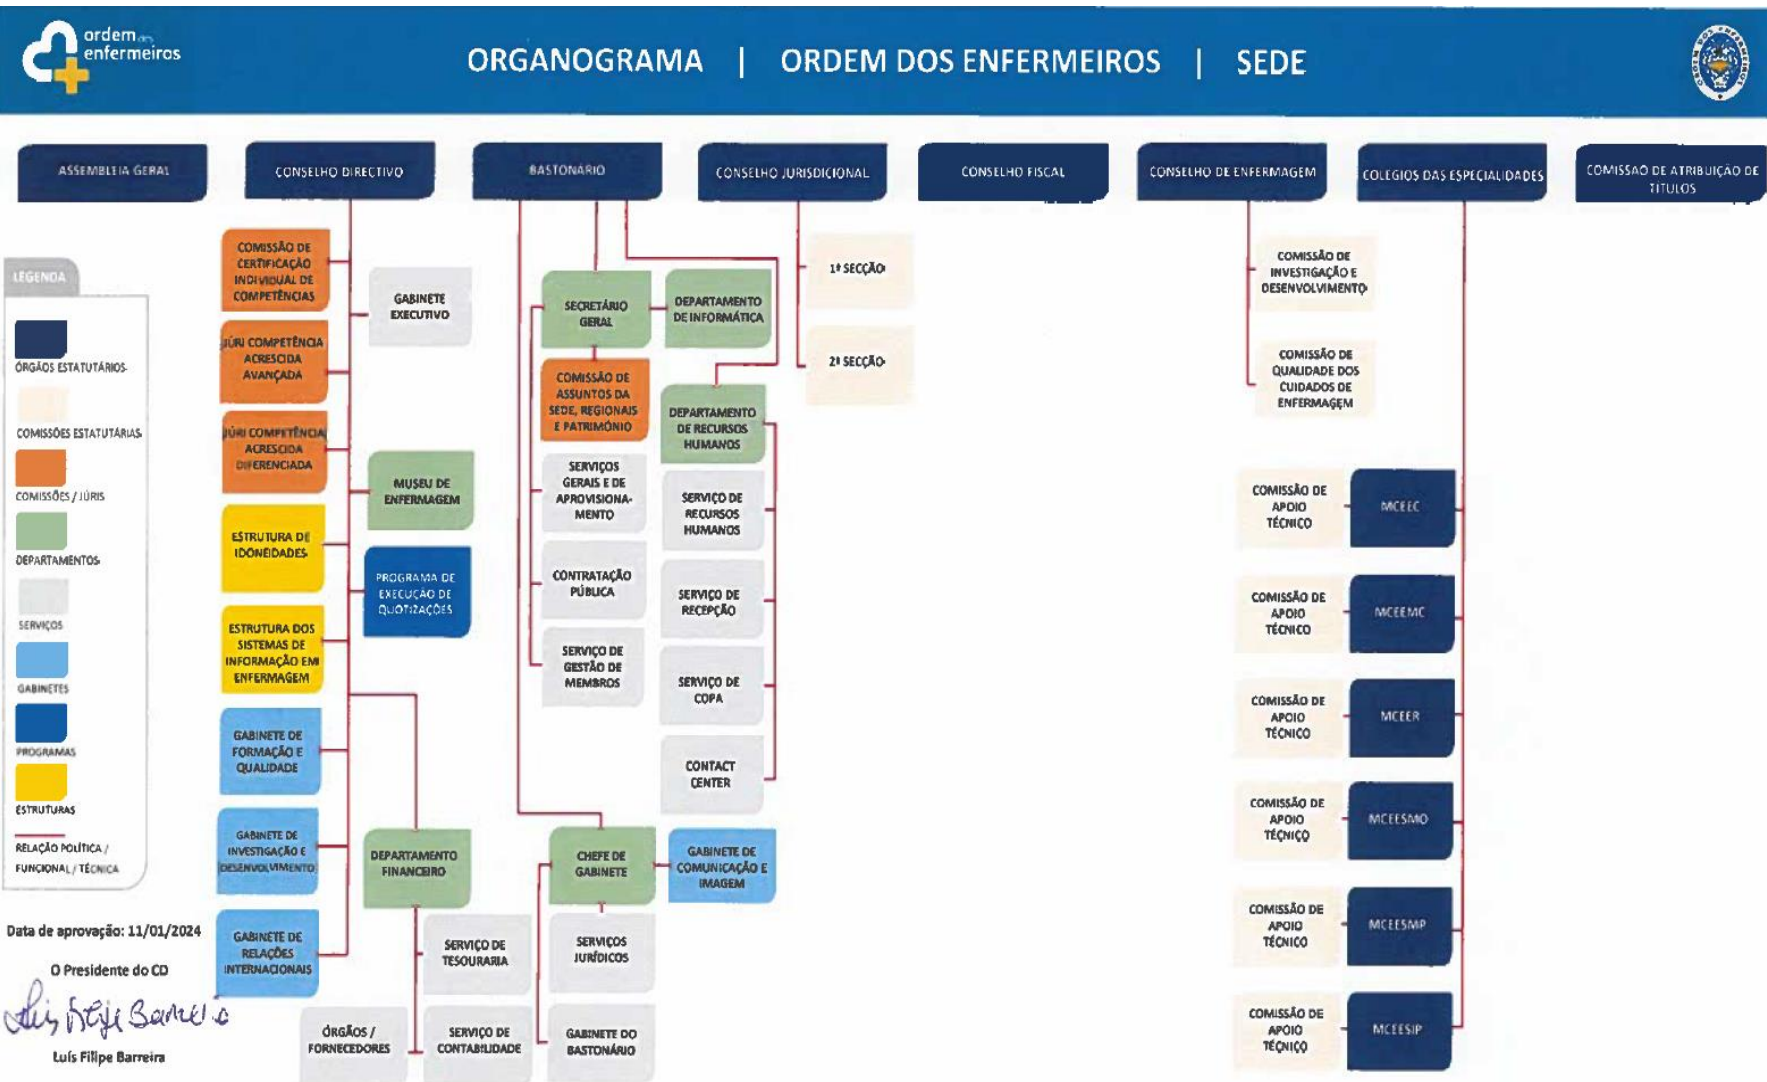 ordem dos
enfermeiros
ORGANOGRAMA | ORDEM DOS ENFERMEIROS | SEDE
ASSEMBLEIA GERAL
CONSELHO DIRECTIVO
BASTONÁRIO
CONSELHO JURISDICIONAL
CONSELHO FISCAL
CONSELHO DE ENFERMAGEM
COLÉGIOS DAS ESPECIALIDADES
COMISSÃO DE ATRIBUIÇÃO DE
TÍTULOS
LEGENDA
ÓRGÃOS ESTATUTÁRIOS
COMISSÕES ESTATUTÁRIAS
COMISSÕES / JÚRIS
DEPARTAMENTOS
SERVIÇOS
GABINETES
PROGRAMAS
ESTRUTURAS
RELAÇÃO POLÍTICA /
FUNCIONAL / TÉCNICA
Data de aprovação: 11/01/2024
O Presidente do CD
Luís Filipe Barreira
Luís Filipe Barreira
COMISSÃO DE
CERTIFICAÇÃO
INDIVIDUAL DE
COMPETÊNCIAS
GABINETE
EXECUTIVO
JÚRI COMPETÊNCIA
ACRESCIDA
AVANÇADA
JÚRI COMPETÊNCIA
ACRESCIDA
DIFERENCIADA
MUSEU DE
ENFERMAGEM
ESTRUTURA DE
IDONEIDADES
PROGRAMA DE
EXECUÇÃO DE
QUOTIZAÇÕES
ESTRUTURA DOS
SISTEMAS DE
INFORMAÇÃO EM
ENFERMAGEM
GABINETE DE
FORMAÇÃO E
QUALIDADE
GABINETE DE
INVESTIGAÇÃO E
DESENVOLVIMENTO
DEPARTAMENTO
FINANCEIRO
GABINETE DE
RELAÇÕES
INTERNACIONAIS
SERVIÇO DE
TESOURARIA
ÓRGÃOS /
FORNECEDORES
SERVIÇO DE
CONTABILIDADE
SECRETÁRIO
GERAL
DEPARTAMENTO
DE INFORMÁTICA
COMISSÃO DE
ASSUNTOS DA
SEDE, REGIONAIS
E PATRIMÓNIO
DEPARTAMENTO
DE RECURSOS
HUMANOS
SERVIÇOS
GERAIS E DE
APROVISIONA-
MENTO
SERVIÇO DE
RECURSOS
HUMANOS
CONTRATAÇÃO
PÚBLICA
SERVIÇO DE
RECEPÇÃO
SERVIÇO DE
GESTÃO DE
MEMBROS
SERVIÇO DE
COPA
CONTACT
CENTER
CHEFE DE
GABINETE
GABINETE DE
COMUNICAÇÃO E
IMAGEM
SERVIÇOS
JURÍDICOS
GABINETE DO
BASTONÁRIO
1ª SECÇÃO
2ª SECÇÃO
COMISSÃO DE
INVESTIGAÇÃO E
DESENVOLVIMENTO
COMISSÃO DE
QUALIDADE DOS
CUIDADOS DE
ENFERMAGEM
COMISSÃO DE
APOIO
TÉCNICO
MCEEC
COMISSÃO DE
APOIO
TÉCNICO
MCEEMC
COMISSÃO DE
APOIO
TÉCNICO
MCEER
COMISSÃO DE
APOIO
TÉCNICO
MCEESMO
COMISSÃO DE
APOIO
TÉCNICO
MCEESMP
COMISSÃO DE
APOIO
TÉCNICO
MCEESIP